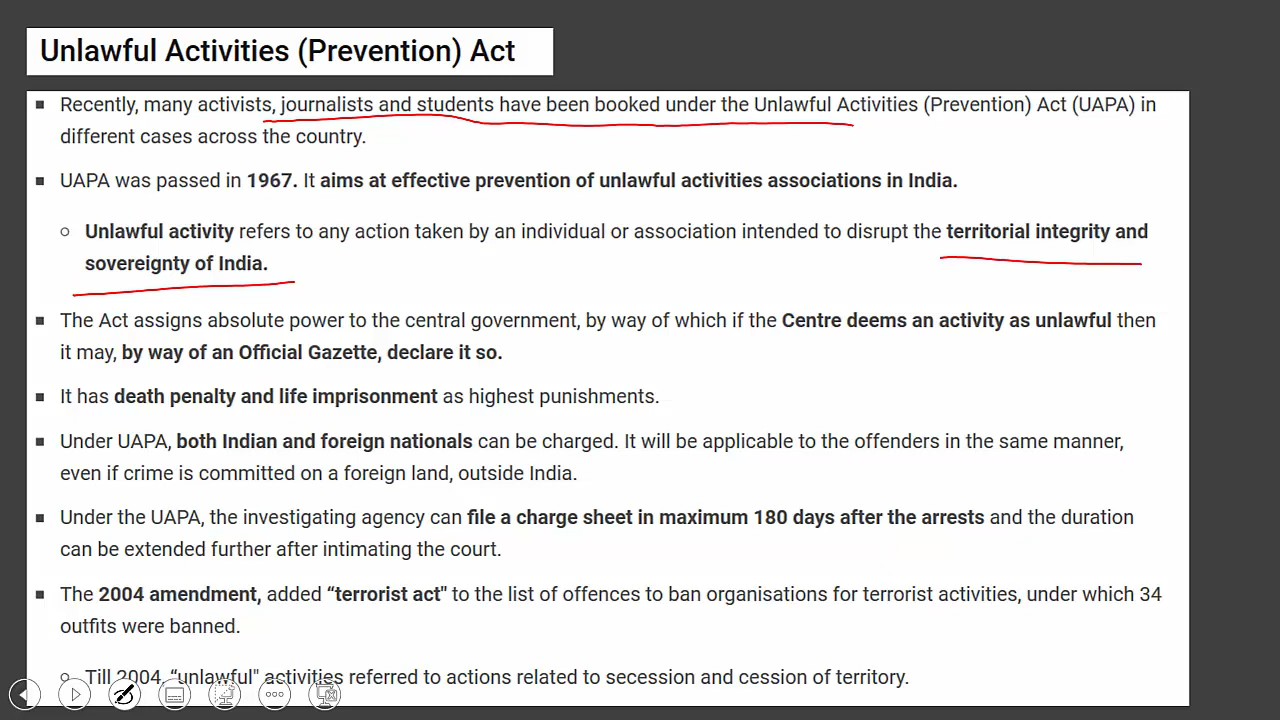 Unlawful Activities (Prevention) Act
▪ Recently, many activists, journalists and students have been booked under the Unlawful Activities (Prevention) Act (UAPA) in
different cases across the country.
▪ UAPA was passed in 1967. It aims at effective prevention of unlawful activities associations in India.
○ Unlawful activity refers to any action taken by an individual or association intended to disrupt the territorial integrity and
sovereignty of India.
▪ The Act assigns absolute power to the central government, by way of which if the Centre deems an activity as unlawful then
it may, by way of an Official Gazette, declare it so.
▪ It has death penalty and life imprisonment as highest punishments.
▪ Under UAPA, both Indian and foreign nationals can be charged. It will be applicable to the offenders in the same manner,
even if crime is committed on a foreign land, outside India.
▪ Under the UAPA, the investigating agency can file a charge sheet in maximum 180 days after the arrests and the duration
can be extended further after intimating the court.
▪ The 2004 amendment, added “terrorist act" to the list of offences to ban organisations for terrorist activities, under which 34
outfits were banned.
○ Till 2004, “unlawful" activities referred to actions related to secession and cession of territory.